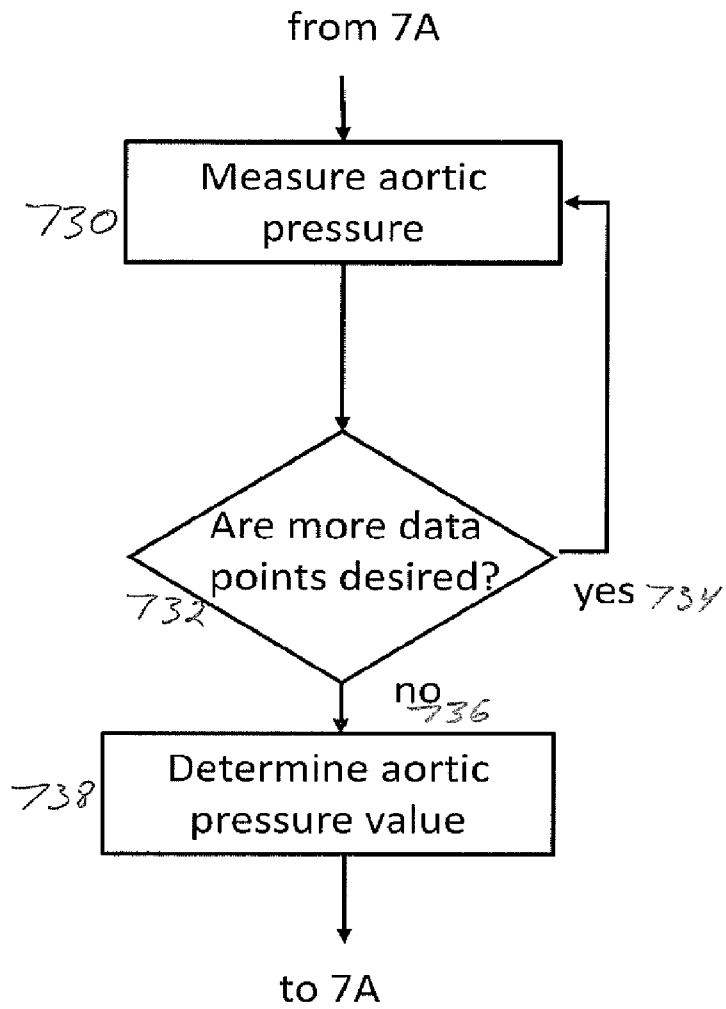 from 7A
Measure aortic
pressure
730
Are more data
points desired?
732
yes 734
no
736
738
Determine aortic
pressure value
to 7A